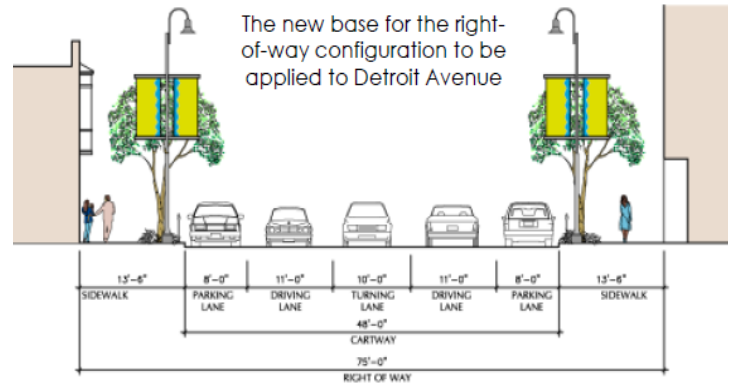 The new base for the right-
of-way configuration to be
applied to Detroit Avenue
13'-6" 8'-0" 11'-0" 10'-0" 11'-0" 8'-0" 13'-6"
SIDEWALK PARKING LANE DRIVING LANE TURNING LANE DRIVING LANE PARKING LANE SIDEWALK
48'-0"
CARTWAY
75'-0"
RIGHT OF WAY